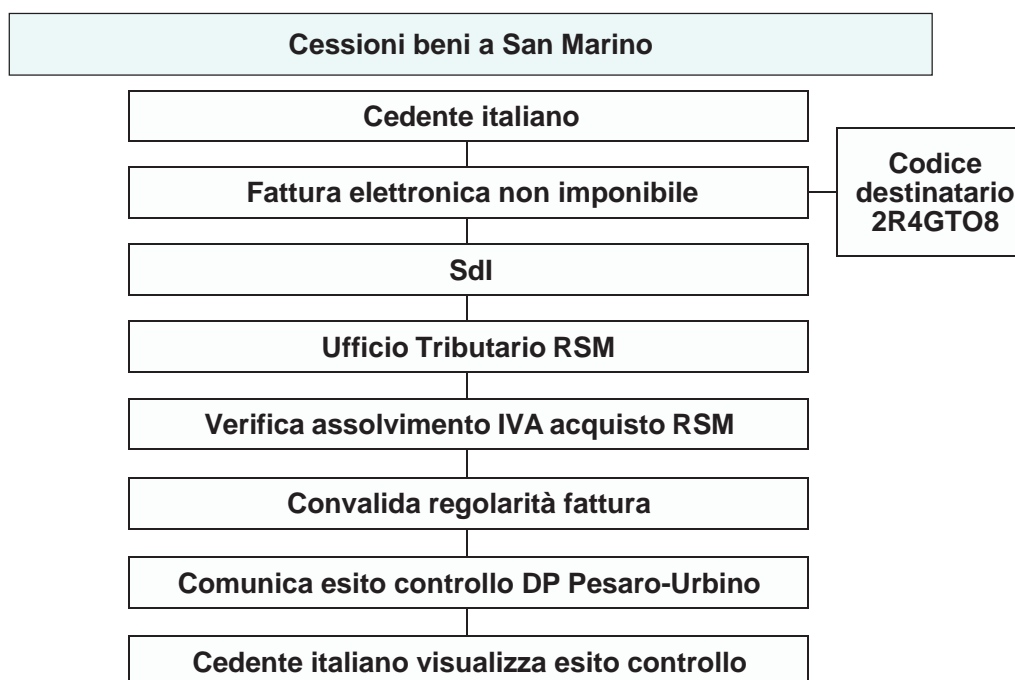 Cessioni beni a San Marino
Cedente italiano
Fattura elettronica non imponibile
Codice
destinatario
2R4GTO8
SdI
Ufficio Tributario RSM
Verifica assolvimento IVA acquisto RSM
Convalida regolarità fattura
Comunica esito controllo DP Pesaro-Urbino
Cedente italiano visualizza esito controllo